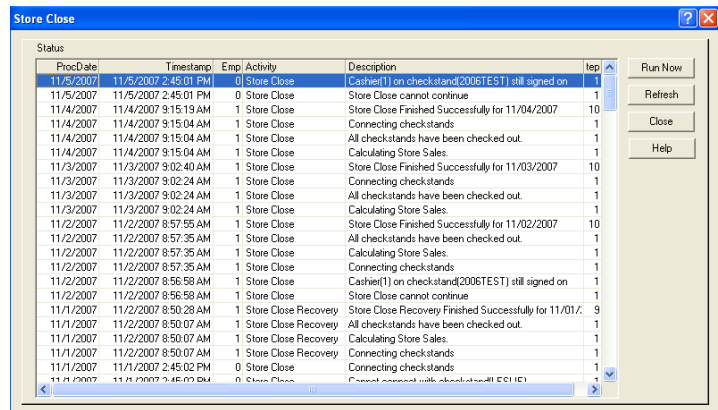 Store Close
Status
ProcDate Timestamp Emp Activity Description tep
11/5/2007 11/5/2007 2:45:01 PM 0 Store Close Cashier(1) on checkstand(2006TEST) still signed on 1
11/5/2007 11/5/2007 2:45:01 PM 0 Store Close Store Close cannot continue 1
11/4/2007 11/4/2007 9:15:19 AM 1 Store Close Store Close Finished Successfully for 11/04/2007 10
11/4/2007 11/4/2007 9:15:04 AM 1 Store Close Connecting checkstands 1
11/4/2007 11/4/2007 9:15:04 AM 1 Store Close All checkstands have been checked out. 1
11/4/2007 11/4/2007 9:15:04 AM 1 Store Close Calculating Store Sales. 1
11/3/2007 11/3/2007 9:02:40 AM 1 Store Close Store Close Finished Successfully for 11/03/2007 10
11/3/2007 11/3/2007 9:02:24 AM 1 Store Close Connecting checkstands 1
11/3/2007 11/3/2007 9:02:24 AM 1 Store Close All checkstands have been checked out. 1
11/3/2007 11/3/2007 9:02:24 AM 1 Store Close Calculating Store Sales. 1
11/2/2007 11/2/2007 8:57:55 AM 1 Store Close Store Close Finished Successfully for 11/02/2007 10
11/2/2007 11/2/2007 8:57:35 AM 1 Store Close All checkstands have been checked out. 1
11/2/2007 11/2/2007 8:57:35 AM 1 Store Close Calculating Store Sales. 1
11/2/2007 11/2/2007 8:57:35 AM 1 Store Close Connecting checkstands 1
11/2/2007 11/2/2007 8:56:58 AM 1 Store Close Cashier(1) on checkstand(2006TEST) still signed on 1
11/2/2007 11/2/2007 8:56:58 AM 1 Store Close Store Close cannot continue 1
11/1/2007 11/2/2007 8:50:28 AM 1 Store Close Recovery Store Close Recovery Finished Successfully for 11/01/: 9
11/1/2007 11/2/2007 8:50:07 AM 1 Store Close Recovery All checkstands have been checked out. 1
11/1/2007 11/2/2007 8:50:07 AM 1 Store Close Recovery Calculating Store Sales. 1
11/1/2007 11/2/2007 8:50:07 AM 1 Store Close Recovery Connecting checkstands 1
11/1/2007 11/1/2007 2:45:02 PM 0 Store Close Connecting checkstands 1
11/1/2007 11/1/2007 2:45:02 PM 0 Store Close Cannot connect with checkstand(LESLIE) 1
Run Now
Refresh
Close
Help